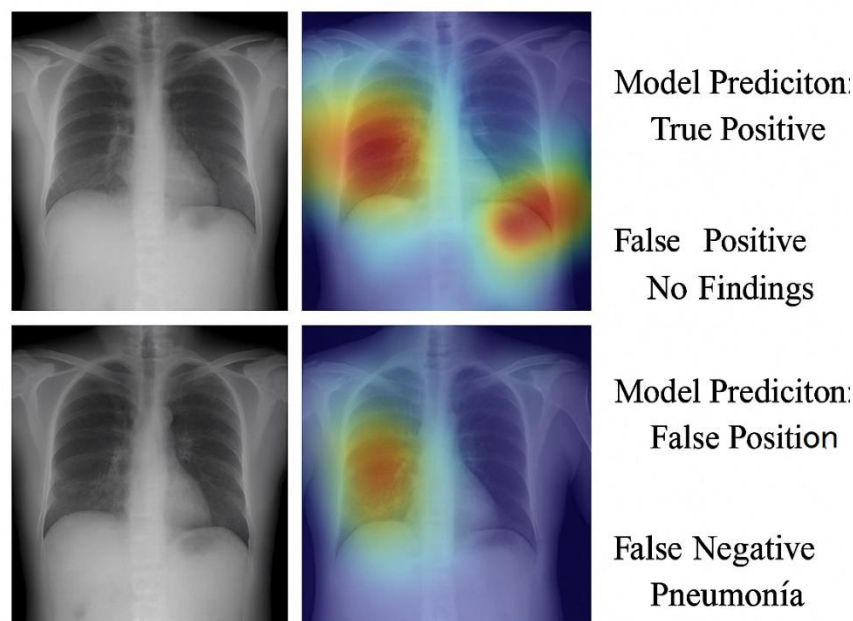 Model Prediciton:
True Positive
False Positive
No Findings
Model Prediciton:
False Position
False Negative
Pneumonía